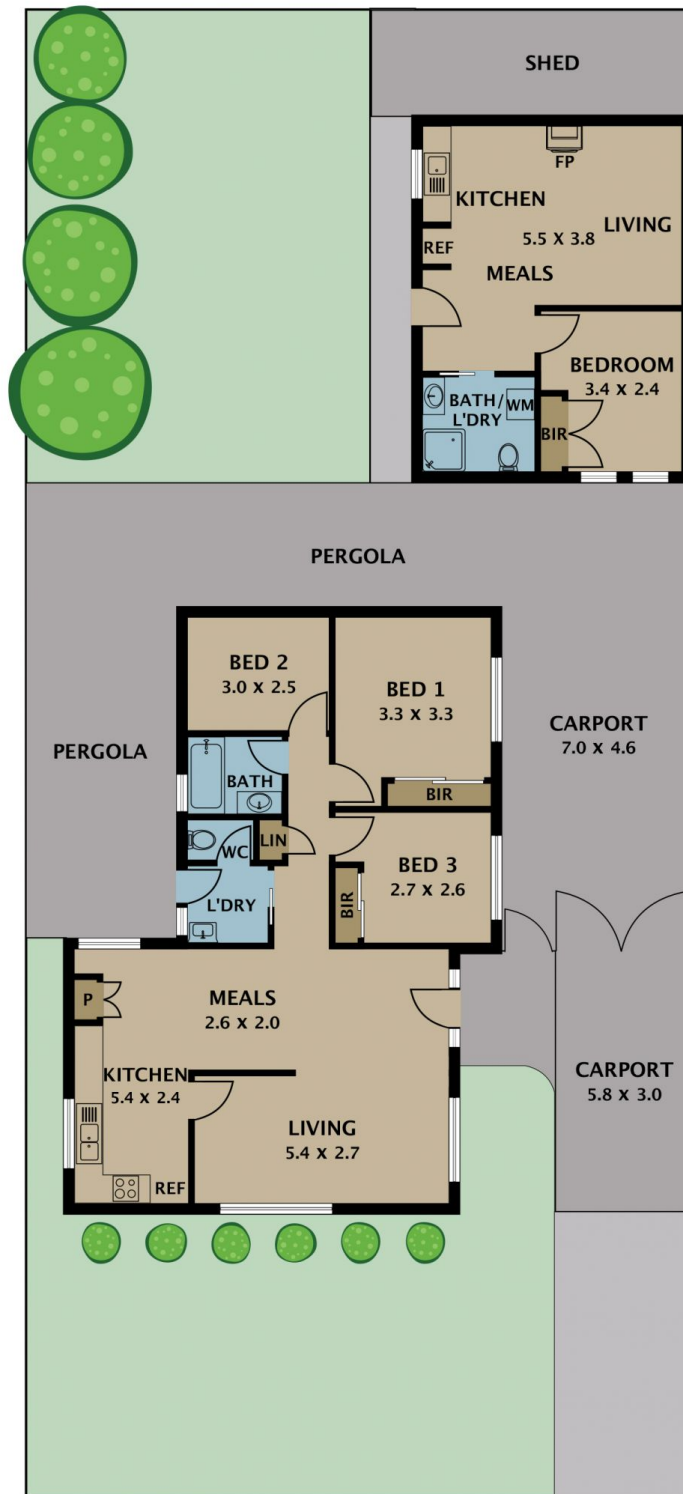 SHED
FP
KITCHEN
LIVING
5.5 X 3.8
REF
MEALS
BEDROOM
3.4 X 2.4
BATH/
L'DRY
WM
BIR
PERGOLA
BED 2
3.0 X 2.5
BED 1
3.3 X 3.3
CARPORT
7.0 X 4.6
PERGOLA
BATH
BIR
LIN
WC
BED 3
2.7 X 2.6
BIR
L'DRY
P
MEALS
2.6 X 2.0
KITCHEN
5.4 X 2.4
CARPORT
5.8 X 3.0
LIVING
5.4 X 2.7
REF